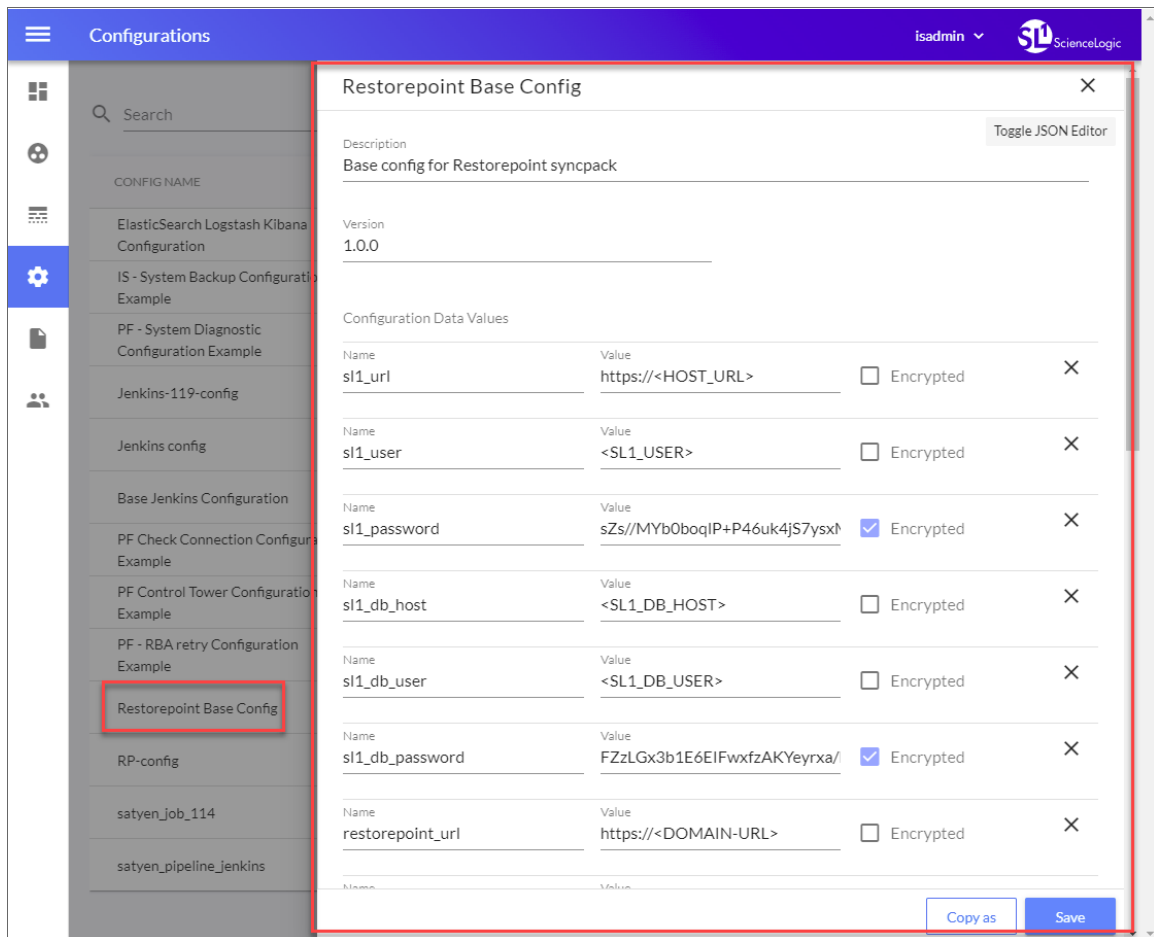 Configurations
isadmin
SL1 ScienceLogic
Search
CONFIG NAME
ElasticSearch Logstash Kibana
Configuration
IS - System Backup Configuratio
Example
PF - System Diagnostic
Configuration Example
Jenkins-119-config
Jenkins config
Base Jenkins Configuration
PF Check Connection Configura
Example
PF Control Tower Configuration
Example
PF - RBA retry Configuration
Example
Restorepoint Base Config
RP-config
satyen_job_114
satyen_pipeline_jenkins
Restorepoint Base Config
Toggle JSON Editor
Description
Base config for Restorepoint syncpack
Version
1.0.0
Configuration Data Values
Name Value
sl1_url https://<HOST_URL> Encrypted
Name Value
sl1_user <SL1_USER> Encrypted
Name Value
sl1_password sZs//MYb0boqIP+P46uk4jS7ysxM Encrypted
Name Value
sl1_db_host <SL1_DB_HOST> Encrypted
Name Value
sl1_db_user <SL1_DB_USER> Encrypted
Name Value
sl1_db_password FZzLGx3b1E6EIFwxfzAKYeyrxa/ Encrypted
Name Value
restorepoint_url https://<DOMAIN-URL> Encrypted
Name Value
Copy as Save